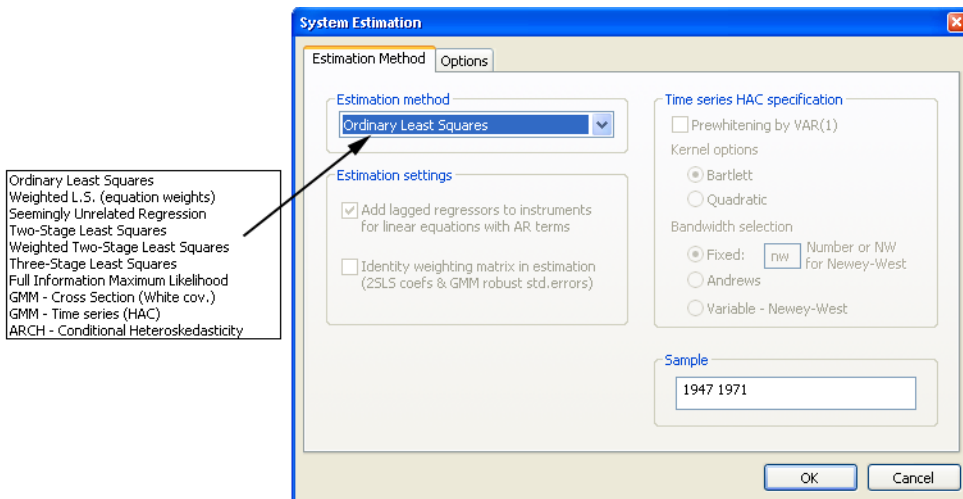 System Estimation
Estimation Method
Options
Estimation method
Ordinary Least Squares
Estimation settings
Add lagged regressors to instruments
for linear equations with AR terms
Identity weighting matrix in estimation
(2SLS coefs & GMM robust std.errors)
Time series HAC specification
Prewhitening by VAR(1)
Kernel options
Bartlett
Quadratic
Bandwidth selection
Fixed: nw Number or NW
for Newey-West
Andrews
Variable - Newey-West
Sample
1947 1971
OK
Cancel
Ordinary Least Squares
Weighted L.S. (equation weights)
Seemingly Unrelated Regression
Two-Stage Least Squares
Weighted Two-Stage Least Squares
Three-Stage Least Squares
Full Information Maximum Likelihood
GMM - Cross Section (White cov.)
GMM - Time series (HAC)
ARCH - Conditional Heteroskedasticity